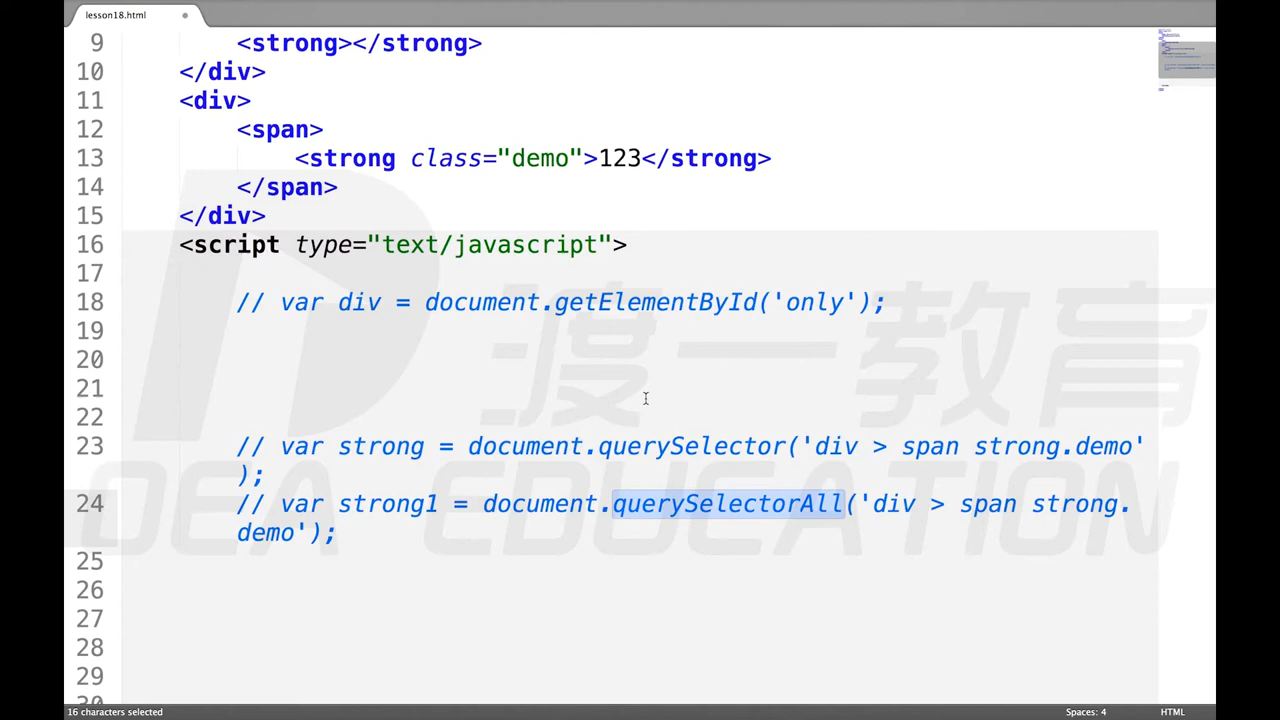 lesson18.html
9 <strong></strong>
10 </div>
11 <div>
12 <span>
13 <strong class="demo">123</strong>
14 </span>
15 </div>
16 <script type="text/javascript">
17
18 // var div = document.getElementById('only');
19
20
21
22
23 // var strong = document.querySelector('div > span strong.demo'
);
24 // var strong1 = document.querySelectorAll('div > span strong.
demo');
25
26
27
28
29
30
渡一教育
DEA EDUCATION
16 characters selected
Spaces: 4
HTML